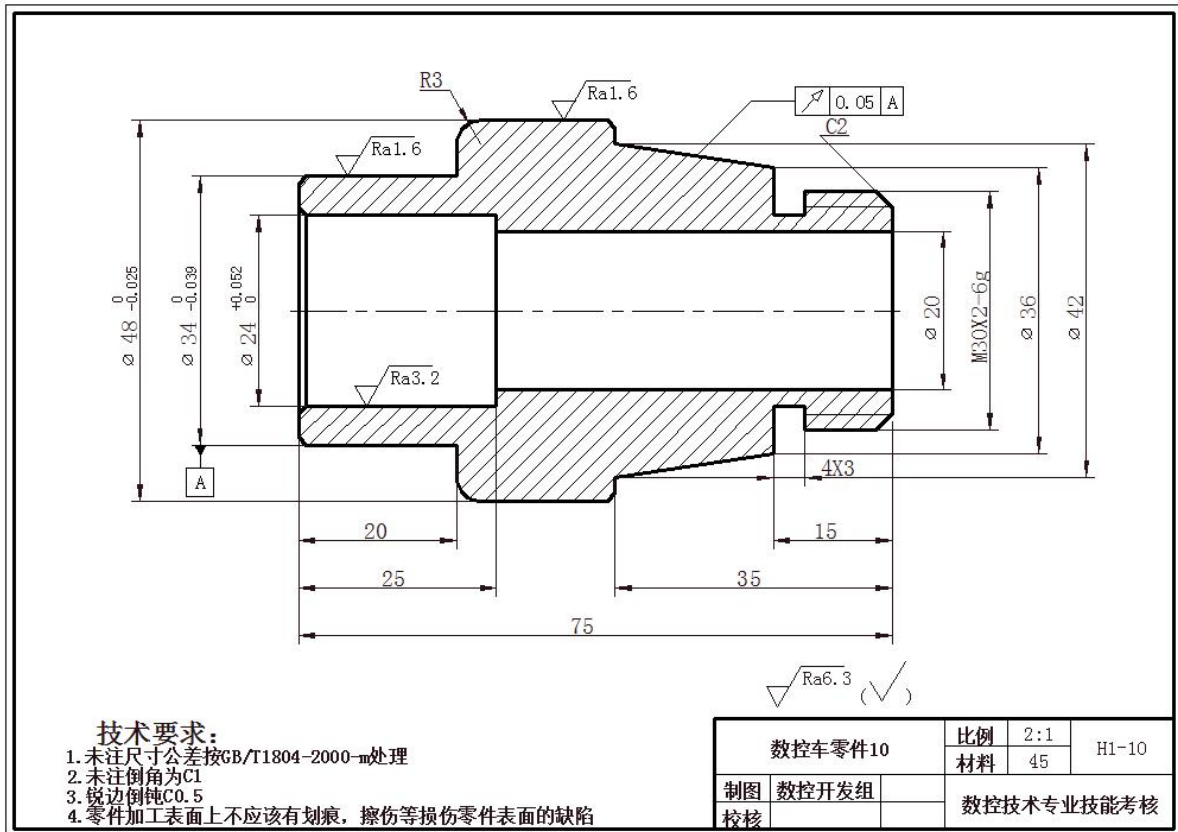 R3
Ra1.6
0.05 A
C2
Ra1.6
⌀48 0 -0.025
⌀34 0 -0.039
⌀24 +0.052 0
Ra3.2
⌀20
M30X2-6g
⌀36
⌀42
A
4X3
20
15
25
35
75
Ra6.3 (√)
技术要求：
1.未注尺寸公差按GB/T1804-2000-m处理
2.未注倒角为C1
3.锐边倒钝C0.5
4.零件加工表面上不应该有划痕，擦伤等损伤零件表面的缺陷
数控车零件10
比例 2:1
H1-10
材料 45
制图 数控开发组
校核
数控技术专业技能考核